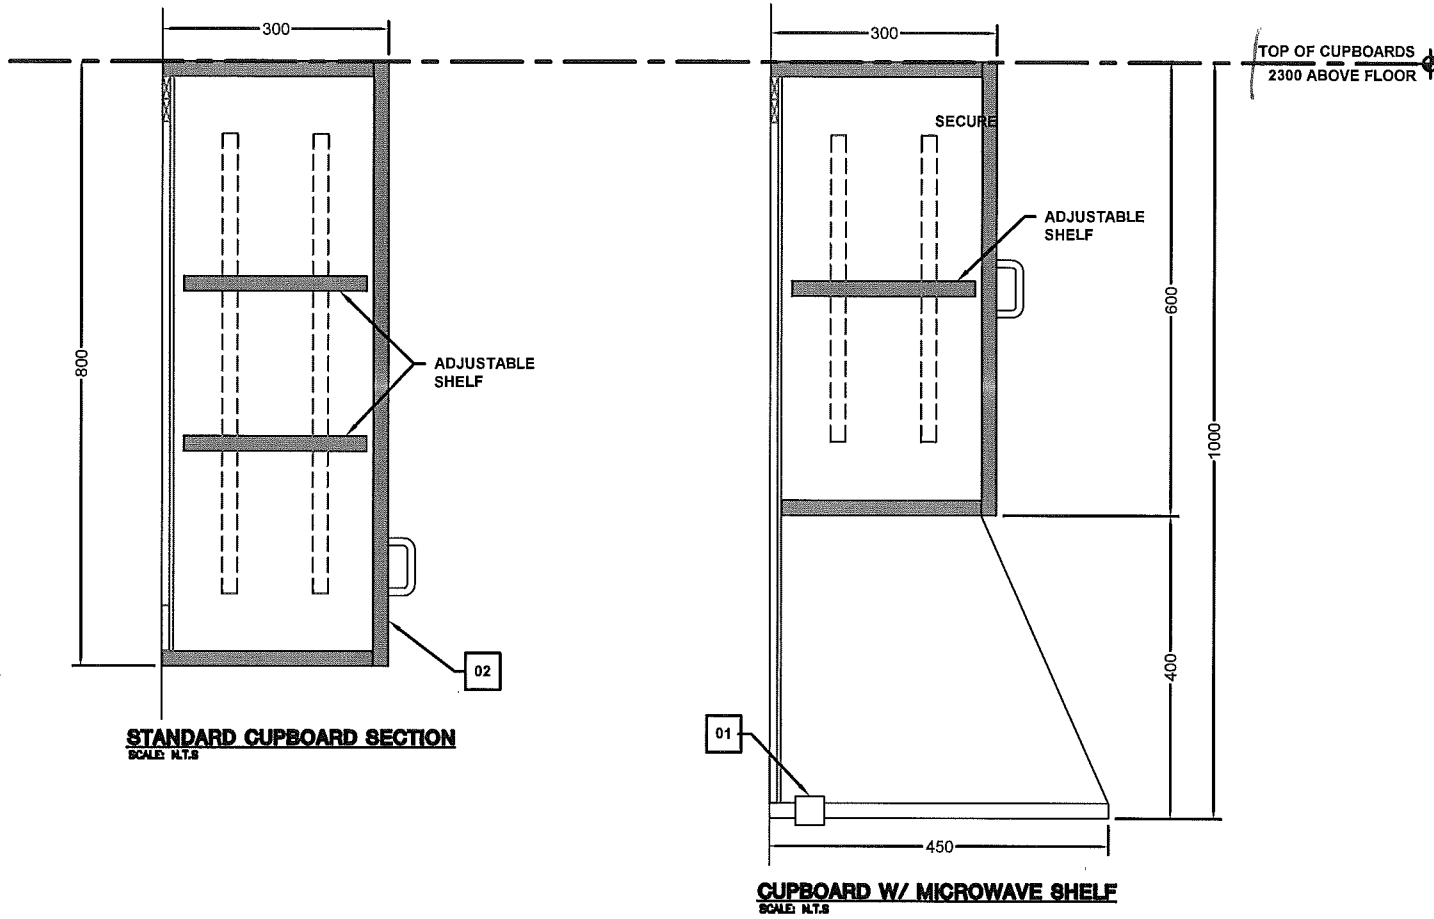 300
300
TOP OF CUPBOARDS
2300 ABOVE FLOOR
SECURE
ADJUSTABLE
SHELF
600
800
ADJUSTABLE
SHELF
1000
400
02
STANDARD CUPBOARD SECTION
SCALE: N.T.S
01
450
CUPBOARD W/ MICROWAVE SHELF
SCALE: N.T.S